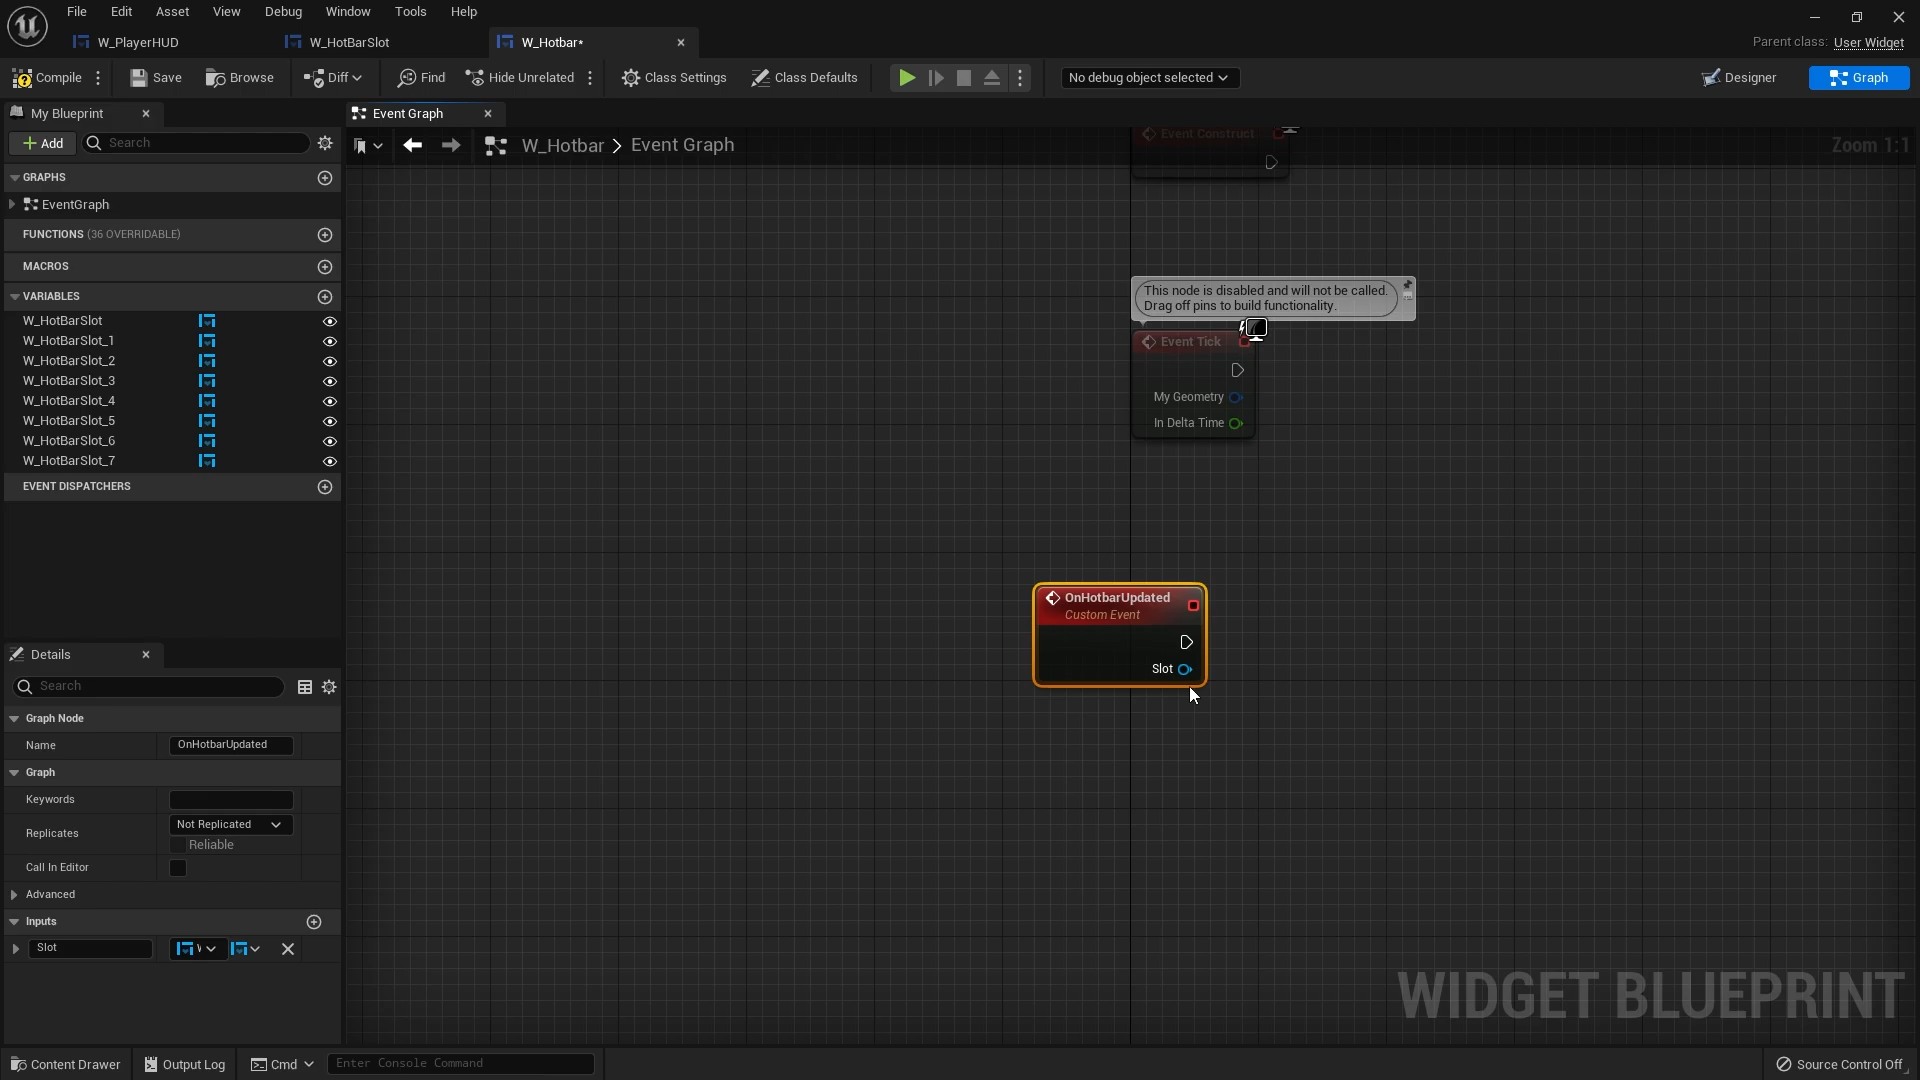 File Edit Asset View Debug Window Tools Help
W_PlayerHUD W_HotBarSlot W_Hotbar*
Parent class: User Widget
Compile Save Browse Diff Find Hide Unrelated Class Settings Class Defaults No debug object selected Designer Graph
My Blueprint
Event Graph
Add Search
W_Hotbar > Event Graph
Zoom 1:1
GRAPHS
EventGraph
FUNCTIONS (36 OVERRIDABLE)
MACROS
VARIABLES
W_HotBarSlot
W_HotBarSlot_1
W_HotBarSlot_2
W_HotBarSlot_3
W_HotBarSlot_4
W_HotBarSlot_5
W_HotBarSlot_6
W_HotBarSlot_7
EVENT DISPATCHERS
Event Construct
This node is disabled and will not be called.
Drag off pins to build functionality.
Event Tick
My Geometry
In Delta Time
OnHotbarUpdated
Custom Event
Slot
Details
Search
Graph Node
Name OnHotbarUpdated
Graph
Keywords
Replicates Not Replicated
Reliable
Call In Editor
Advanced
Inputs
Slot
WIDGET BLUEPRINT
Content Drawer Output Log Cmd Enter Console Command Source Control Off